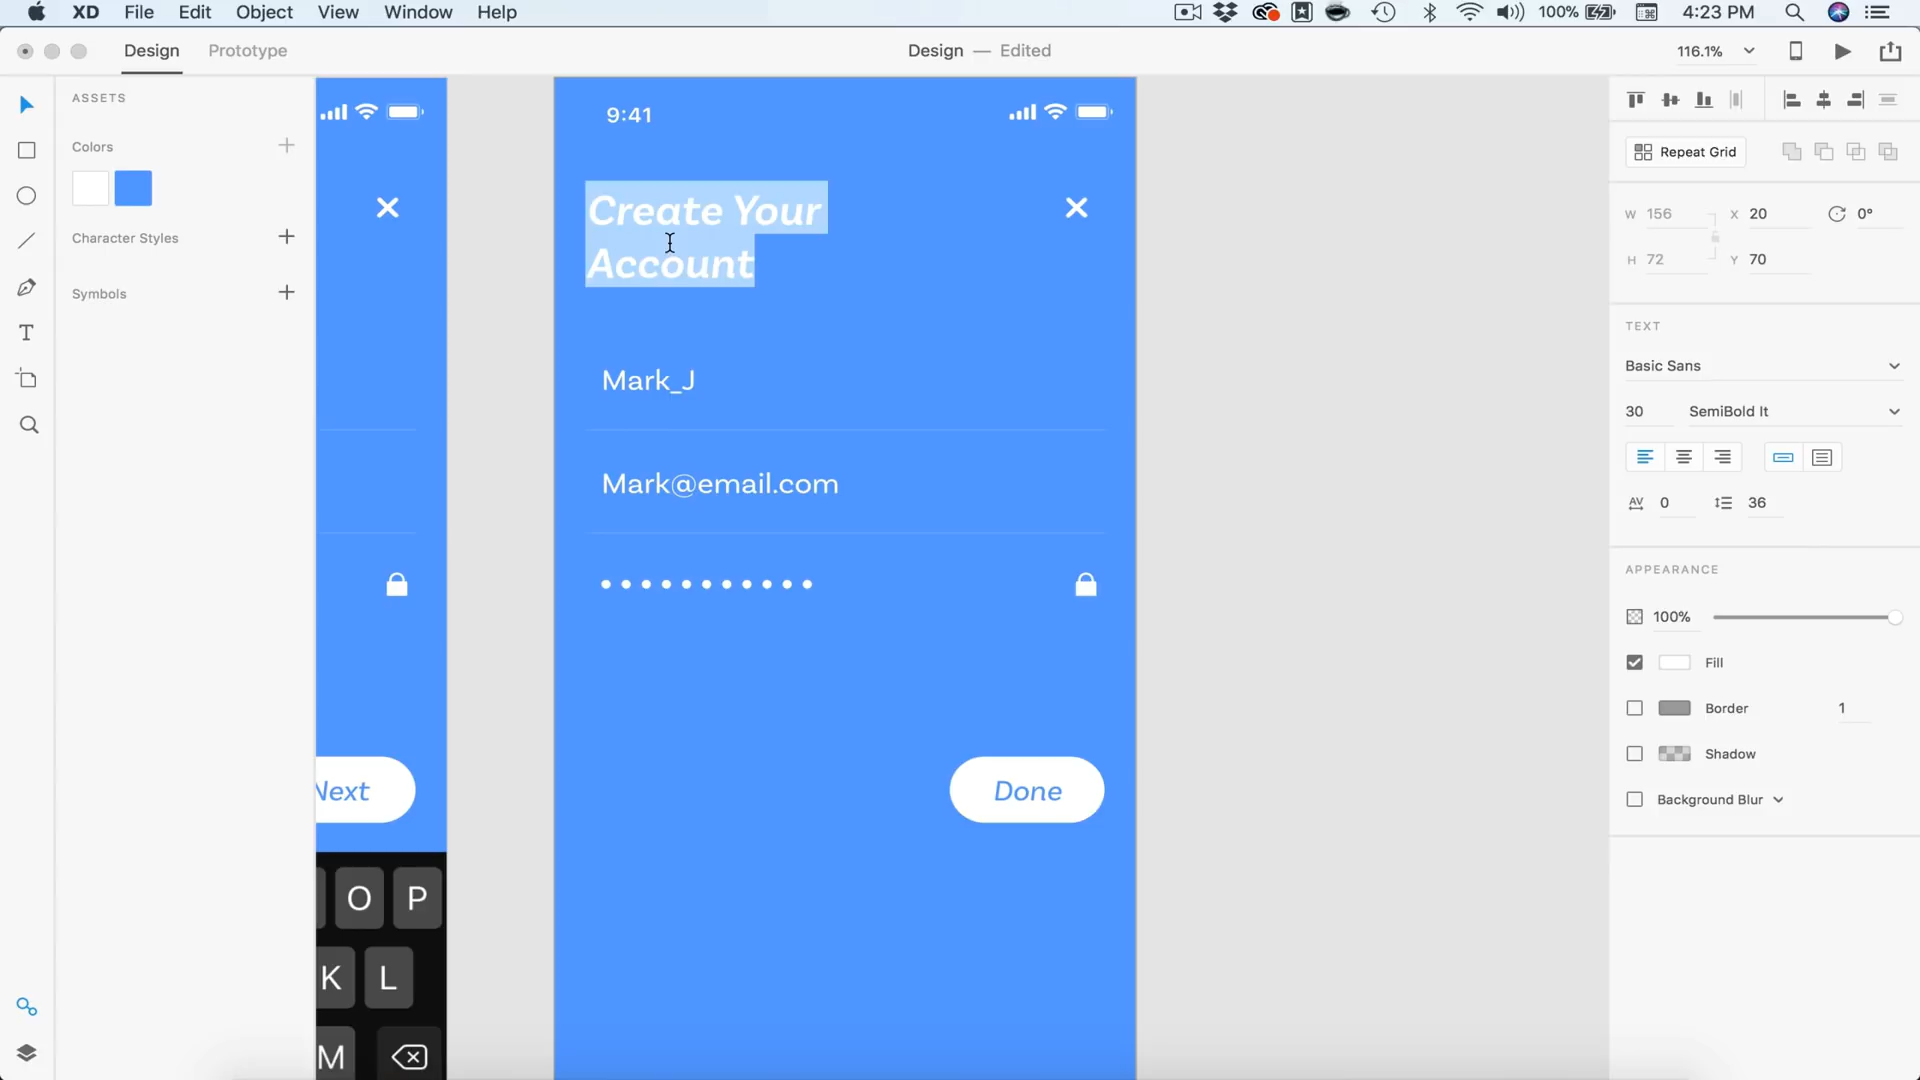 XD File Edit Object View Window Help 100% 4:23 PM
Design Prototype Design — Edited 116.1%
ASSETS
Colors
Character Styles
Symbols
9:41
Create Your
Account
Mark_J
Mark@email.com
Next
Done
O P
K L
M
Repeat Grid
W 156 X 20 0°
H 72 Y 70
TEXT
Basic Sans
30 SemiBold It
AV 0 36
APPEARANCE
100%
Fill
Border 1
Shadow
Background Blur